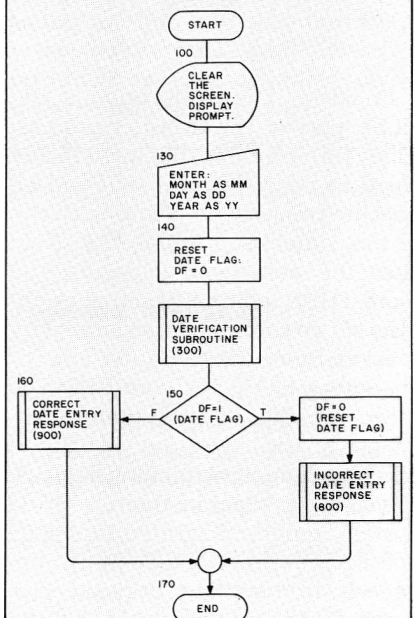 START
100
CLEAR
THE
SCREEN.
DISPLAY
PROMPT.
130
ENTER:
MONTH AS MM
DAY AS DD
YEAR AS YY
140
RESET
DATE FLAG:
DF = 0
DATE
VERIFICATION
SUBROUTINE
(300)
160
CORRECT
DATE ENTRY
RESPONSE
(900)
F
150
DF=1
(DATE FLAG)
T
DF=0
(RESET
DATE FLAG)
INCORRECT
DATE ENTRY
RESPONSE
(800)
170
END